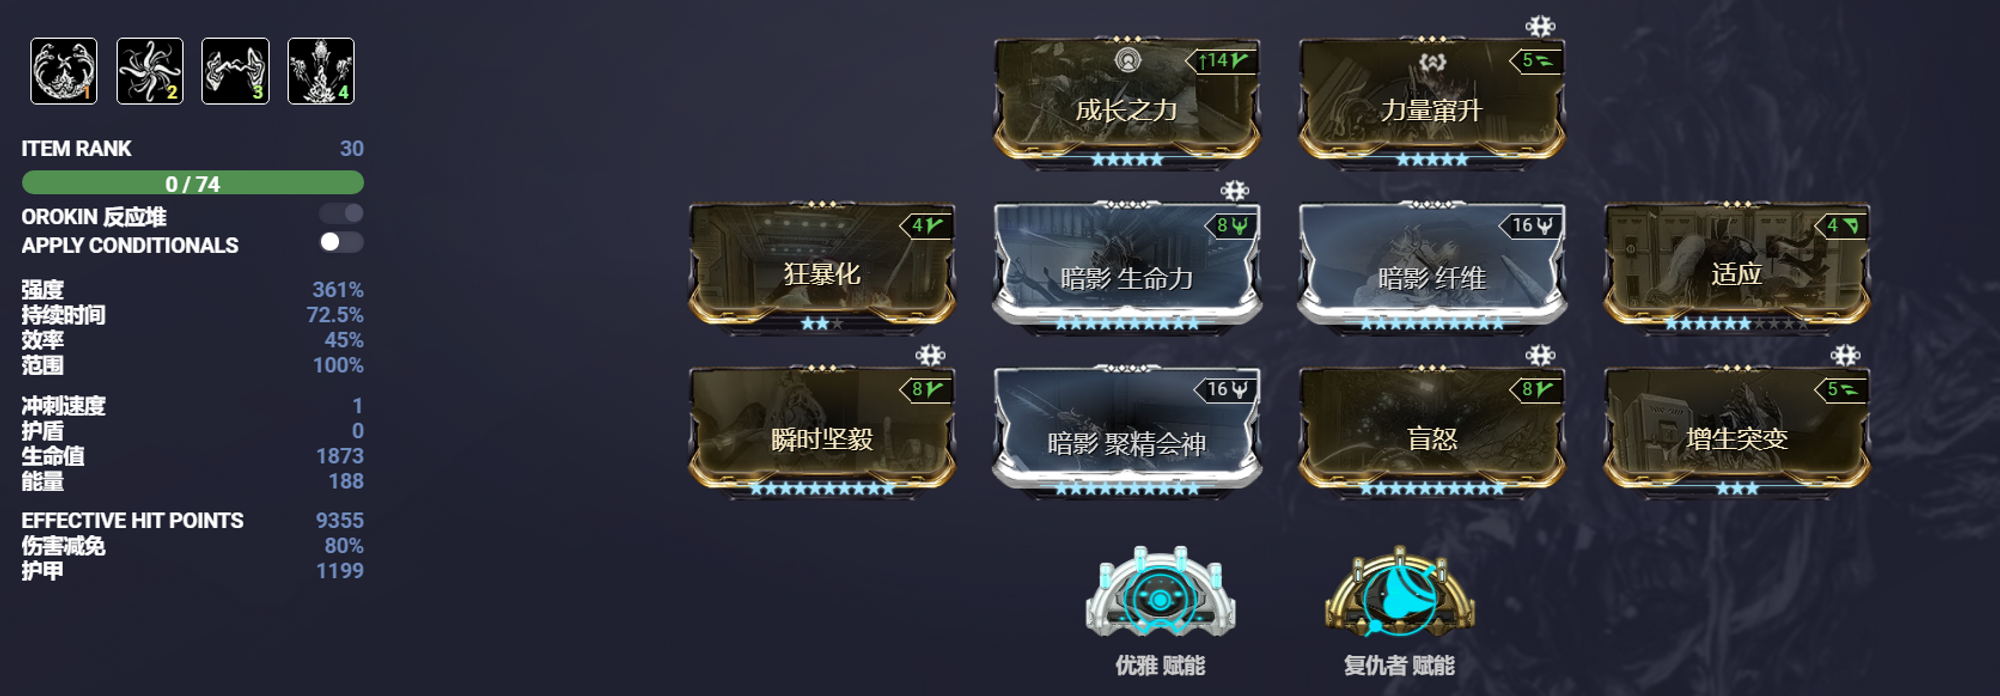 1 2 3 4
ITEM RANK 30
0 / 74
OROKIN 反应堆
APPLY CONDITIONALS
强度 361%
持续时间 72.5%
效率 45%
范围 100%
冲刺速度 1
护盾 0
生命值 1873
能量 188
EFFECTIVE HIT POINTS 9355
伤害减免 80%
护甲 1199
↑14 5
成长之力 力量窜升
4 8 16 4
狂暴化 暗影 生命力 暗影 纤维 适应
8 16 8 5
瞬时坚毅 暗影 聚精会神 盲怒 增生突变
优雅 赋能 复仇者 赋能